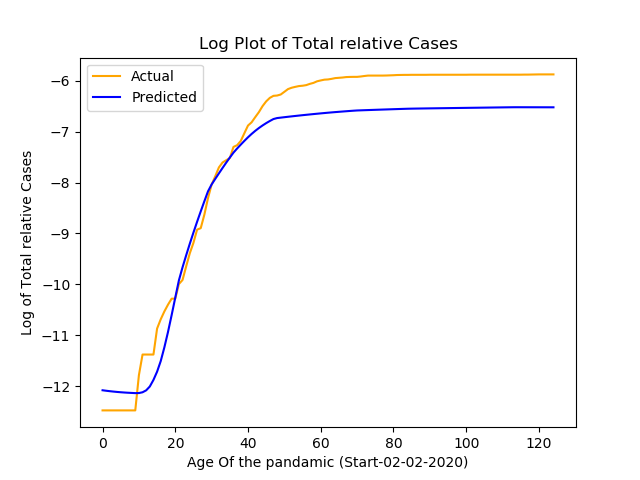 Log Plot of Total relative Cases
Actual
Predicted
Log of Total relative Cases
−6
−7
−8
−9
−10
−11
−12
0 20 40 60 80 100 120
Age Of the pandamic (Start-02-02-2020)